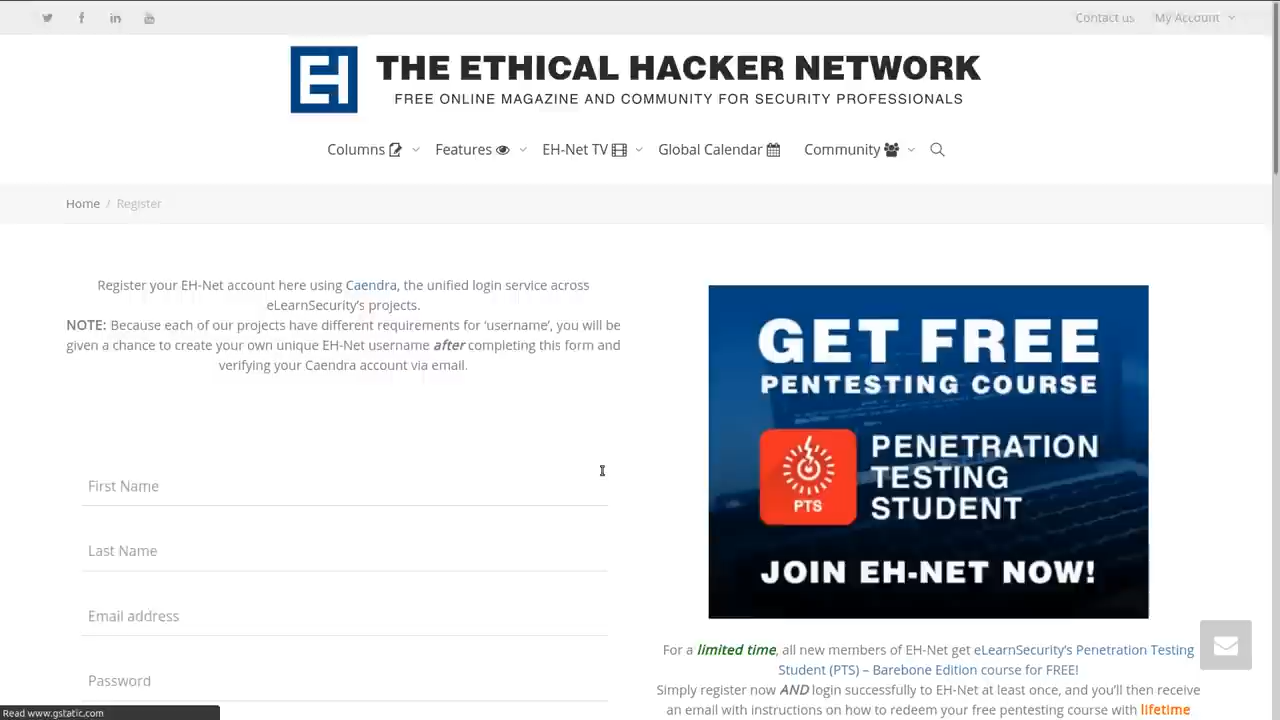 Contact us My Account
EH THE ETHICAL HACKER NETWORK
FREE ONLINE MAGAZINE AND COMMUNITY FOR SECURITY PROFESSIONALS
Columns Features EH-Net TV Global Calendar Community
Home / Register
Register your EH-Net account here using Caendra, the unified login service across
eLearnSecurity's projects.
NOTE: Because each of our projects have different requirements for 'username', you will be
given a chance to create your own unique EH-Net username after completing this form and
verifying your Caendra account via email.
First Name
Last Name
Email address
Password
GET FREE
PENTESTING COURSE
PTS
PENETRATION
TESTING
STUDENT
JOIN EH-NET NOW!
For a limited time, all new members of EH-Net get eLearnSecurity's Penetration Testing
Student (PTS) – Barebone Edition course for FREE!
Simply register now AND login successfully to EH-Net at least once, and you'll then receive
an email with instructions on how to redeem your free pentesting course with lifetime
Read www.gstatic.com